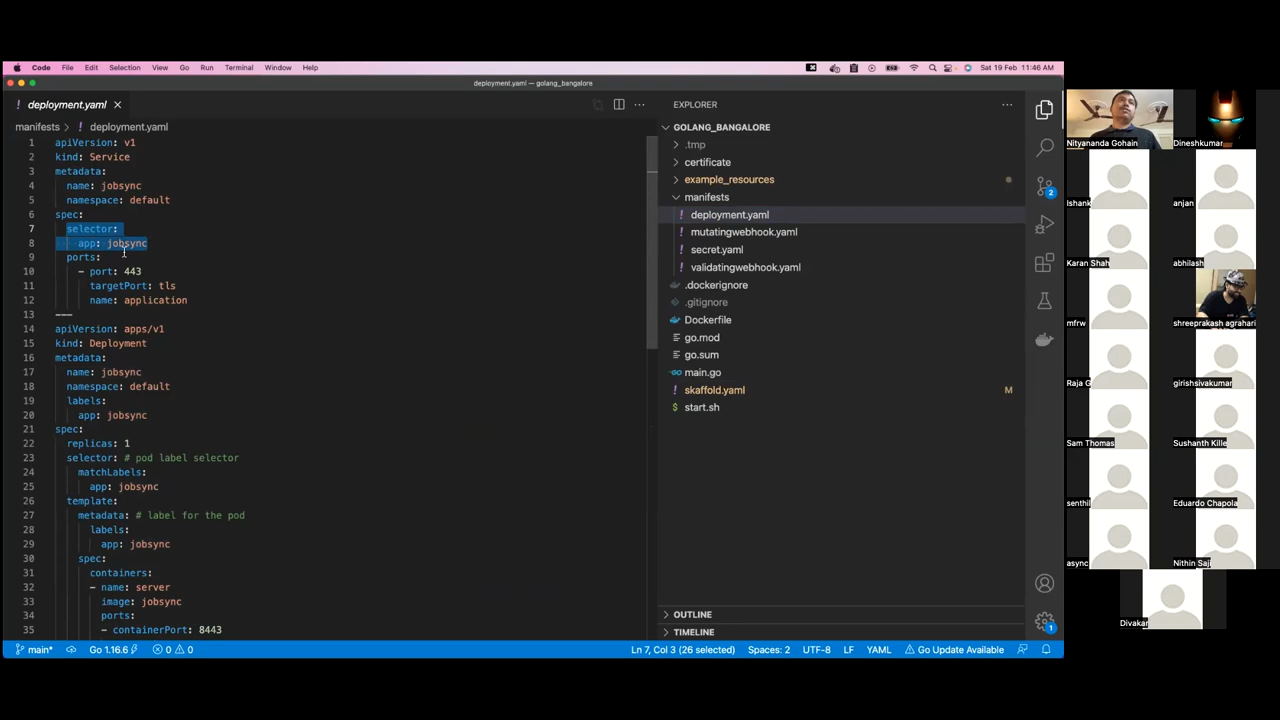 Code File Edit Selection View Go Run Terminal Window Help Sat 19 Feb 11:46 AM
deployment.yaml — golang_bangalore
! deployment.yaml ×
manifests > ! deployment.yaml
1 apiVersion: v1
2 kind: Service
3 metadata:
4 name: jobsync
5 namespace: default
6 spec:
7 selector:
8 app: jobsync
9 ports:
10 - port: 443
11 targetPort: tls
12 name: application
13 ---
14 apiVersion: apps/v1
15 kind: Deployment
16 metadata:
17 name: jobsync
18 namespace: default
19 labels:
20 app: jobsync
21 spec:
22 replicas: 1
23 selector: # pod label selector
24 matchLabels:
25 app: jobsync
26 template:
27 metadata: # label for the pod
28 labels:
29 app: jobsync
30 spec:
31 containers:
32 - name: server
33 image: jobsync
34 ports:
35 - containerPort: 8443
EXPLORER
GOLANG_BANGALORE
.tmp
certificate
example_resources
manifests
! deployment.yaml
! mutatingwebhook.yaml
! secret.yaml
! validatingwebhook.yaml
.dockerignore
.gitignore
Dockerfile
go.mod
go.sum
main.go
! skaffold.yaml M
$ start.sh
OUTLINE
TIMELINE
2
1
main* Go 1.16.6 0 0 Ln 7, Col 3 (26 selected) Spaces: 2 UTF-8 LF YAML Go Update Available
Nityananda Gohain Dineshkumar
Ishank anjan
Karan Shah abhilash
mfrw shreeprakash agrahari
Raja G girishsivakumar
Sam Thomas Sushanth Kille
senthil Eduardo Chapola
async Nithin Saji
Divakar